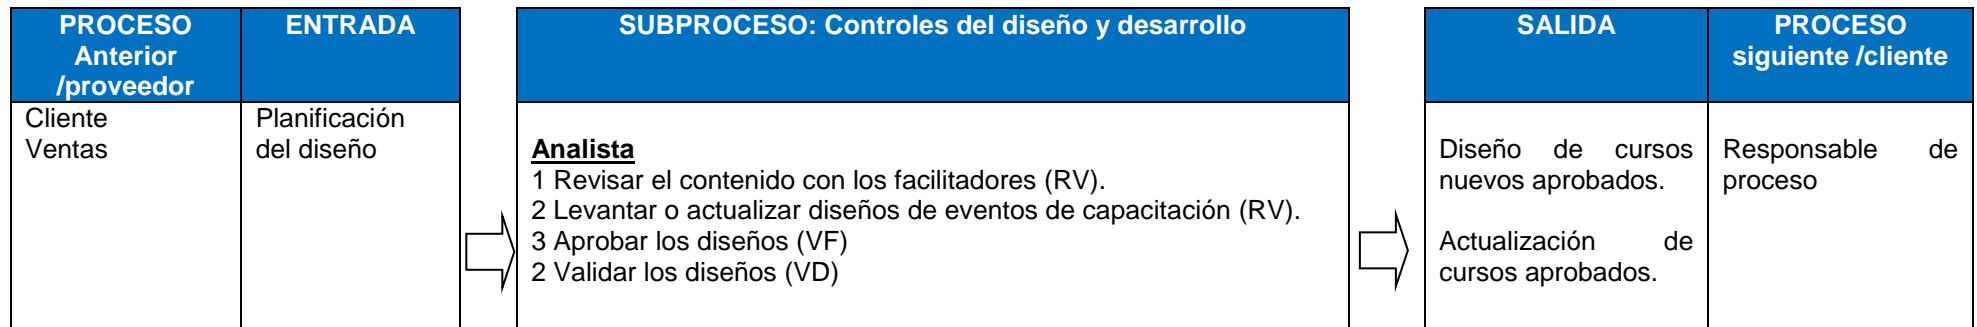 PROCESO
Anterior
/proveedor
ENTRADA
SUBPROCESO: Controles del diseño y desarrollo
SALIDA
PROCESO
siguiente /cliente
Cliente
Ventas
Planificación
del diseño
Analista
1 Revisar el contenido con los facilitadores (RV).
2 Levantar o actualizar diseños de eventos de capacitación (RV).
3 Aprobar los diseños (VF)
2 Validar los diseños (VD)
Diseño de cursos
nuevos aprobados.
Actualización de
cursos aprobados.
Responsable de
proceso